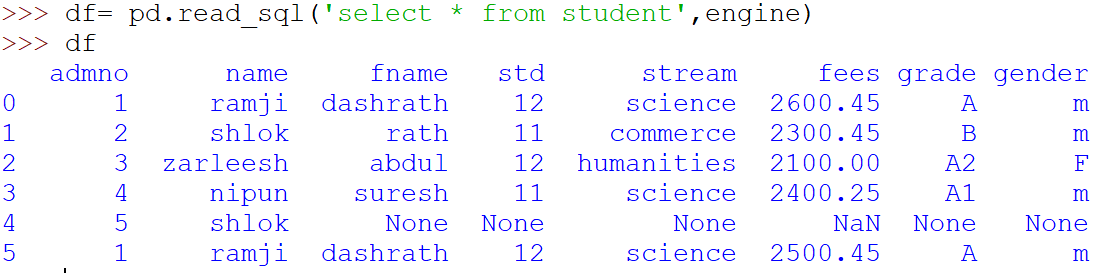 >>> df= pd.read_sql('select * from student',engine)
>>> df
   admno      name     fname   std      stream     fees grade gender
0      1     ramji  dashrath    12     science  2600.45     A      m
1      2     shlok      rath    11    commerce  2300.45     B      m
2      3  zarleesh     abdul    12  humanities  2100.00    A2      F
3      4     nipun    suresh    11     science  2400.25    A1      m
4      5     shlok      None  None        None      NaN  None   None
5      1     ramji  dashrath    12     science  2500.45     A      m